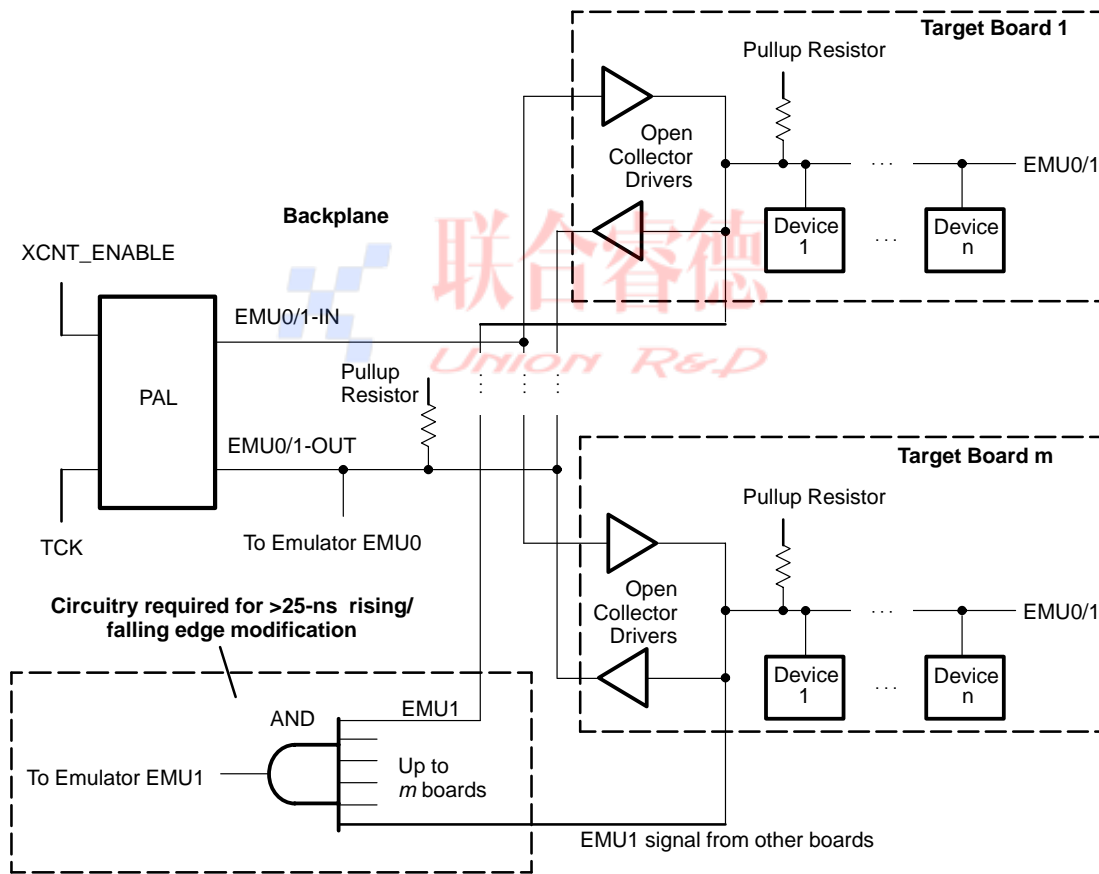 Target Board 1
Pullup Resistor
Open
Collector
Drivers
EMU0/1
Device
1
Device
n
Backplane
联合睿德
Union R&D
XCNT_ENABLE
EMU0/1-IN
PAL
Pullup
Resistor
EMU0/1-OUT
TCK
To Emulator EMU0
Target Board m
Pullup Resistor
Open
Collector
Drivers
EMU0/1
Device
1
Device
n
Circuitry required for >25-ns rising/
falling edge modification
AND
EMU1
To Emulator EMU1
Up to
m boards
EMU1 signal from other boards